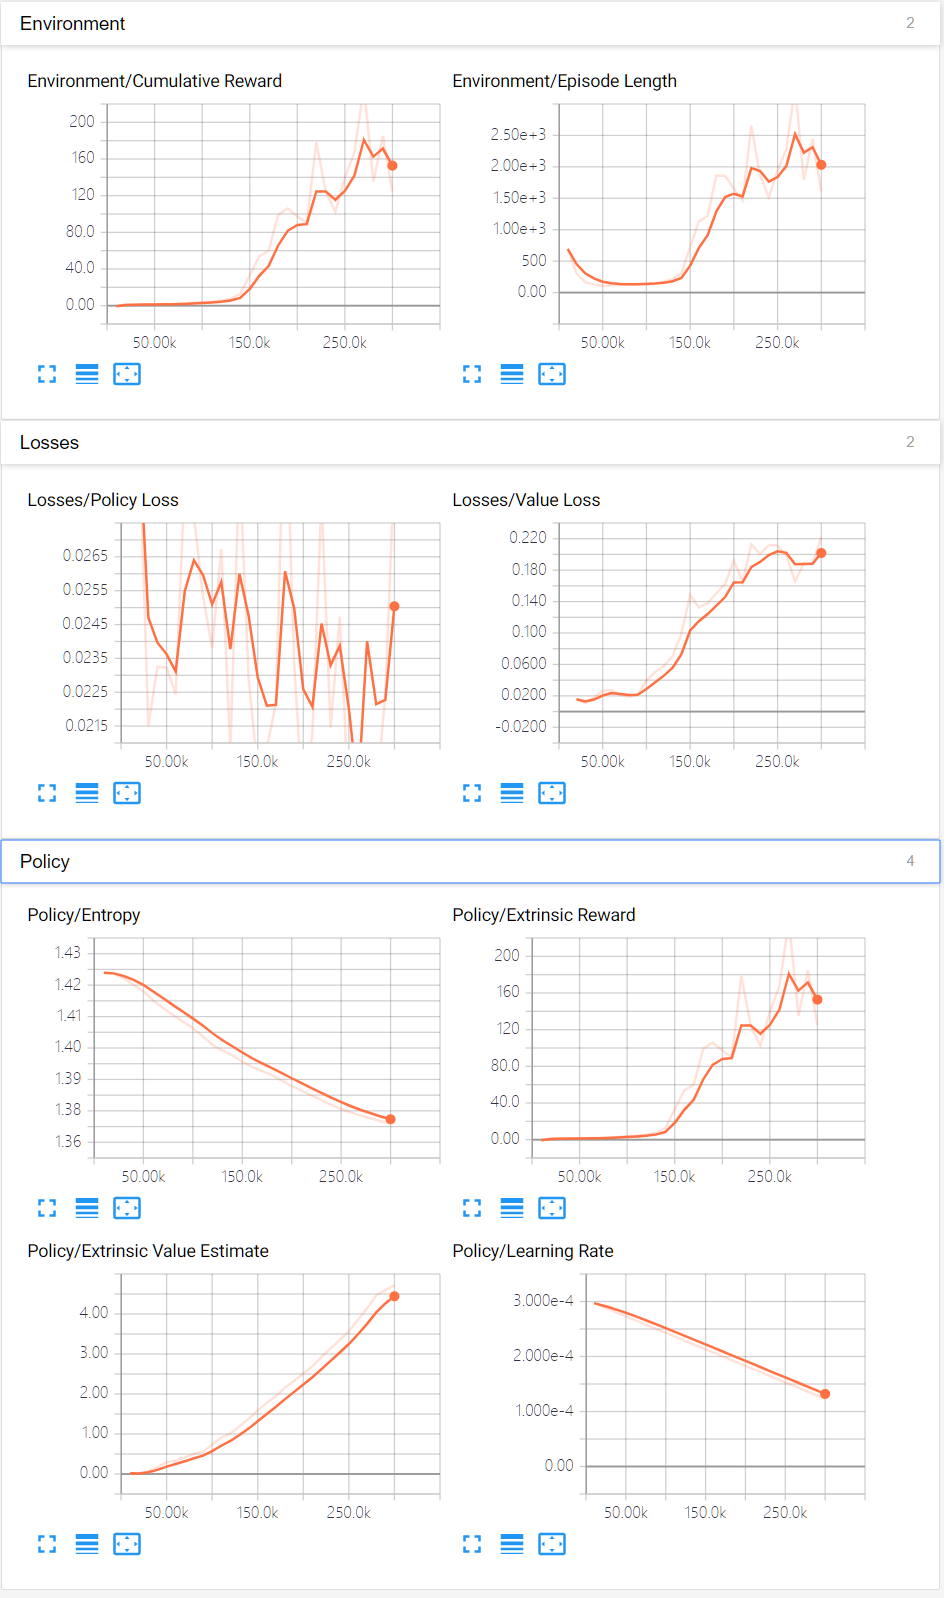 Environment 2
Environment/Cumulative Reward
200
160
120
80.0
40.0
0.00
50.00k 150.0k 250.0k
Environment/Episode Length
2.50e+3
2.00e+3
1.50e+3
1.00e+3
500
0.00
50.00k 150.0k 250.0k
Losses 2
Losses/Policy Loss
0.0265
0.0255
0.0245
0.0235
0.0225
0.0215
50.00k 150.0k 250.0k
Losses/Value Loss
0.220
0.180
0.140
0.100
0.0600
0.0200
-0.0200
50.00k 150.0k 250.0k
Policy 4
Policy/Entropy
1.43
1.42
1.41
1.40
1.39
1.38
1.36
50.00k 150.0k 250.0k
Policy/Extrinsic Reward
200
160
120
80.0
40.0
0.00
50.00k 150.0k 250.0k
Policy/Extrinsic Value Estimate
4.00
3.00
2.00
1.00
0.00
50.00k 150.0k 250.0k
Policy/Learning Rate
3.000e-4
2.000e-4
1.000e-4
0.00
50.00k 150.0k 250.0k